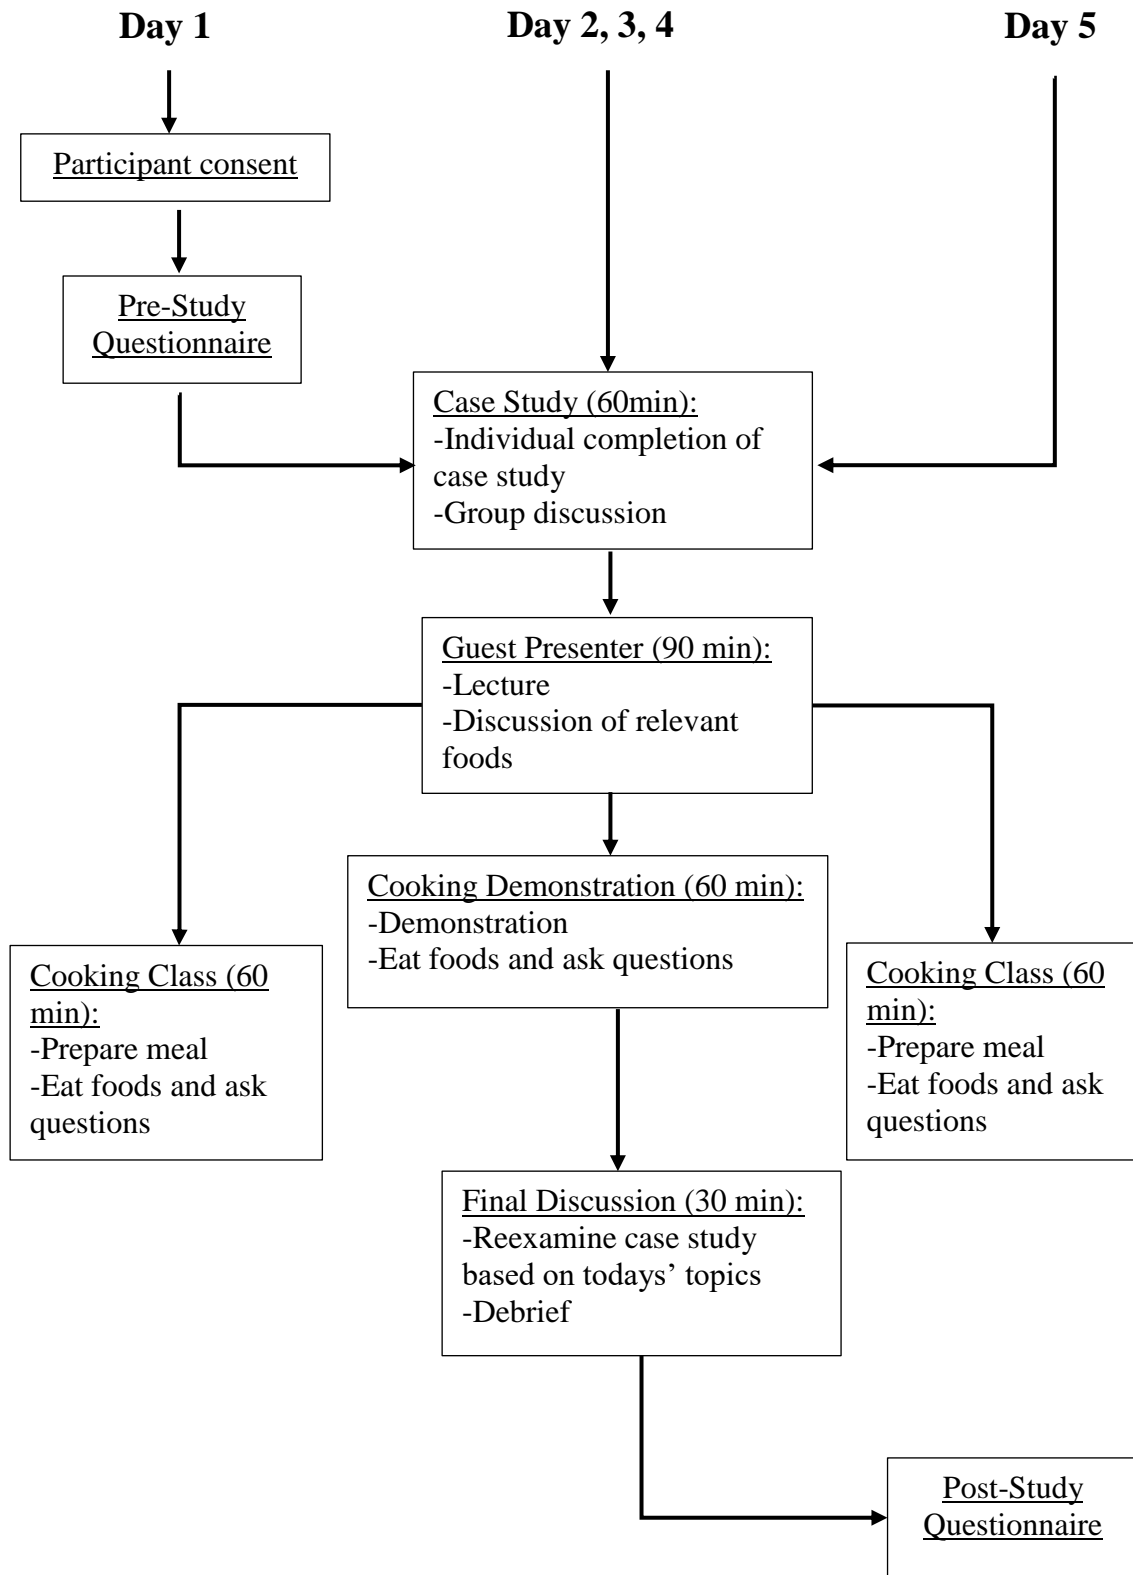 Day 1
Day 2, 3, 4
Day 5
Participant consent
Pre-Study
Questionnaire
Case Study (60min):
-Individual completion of
case study
-Group discussion
Guest Presenter (90 min):
-Lecture
-Discussion of relevant
foods
Cooking Demonstration (60 min):
-Demonstration
-Eat foods and ask questions
Cooking Class (60
min):
-Prepare meal
-Eat foods and ask
questions
Cooking Class (60
min):
-Prepare meal
-Eat foods and ask
questions
Final Discussion (30 min):
-Reexamine case study
based on todays’ topics
-Debrief
Post-Study
Questionnaire